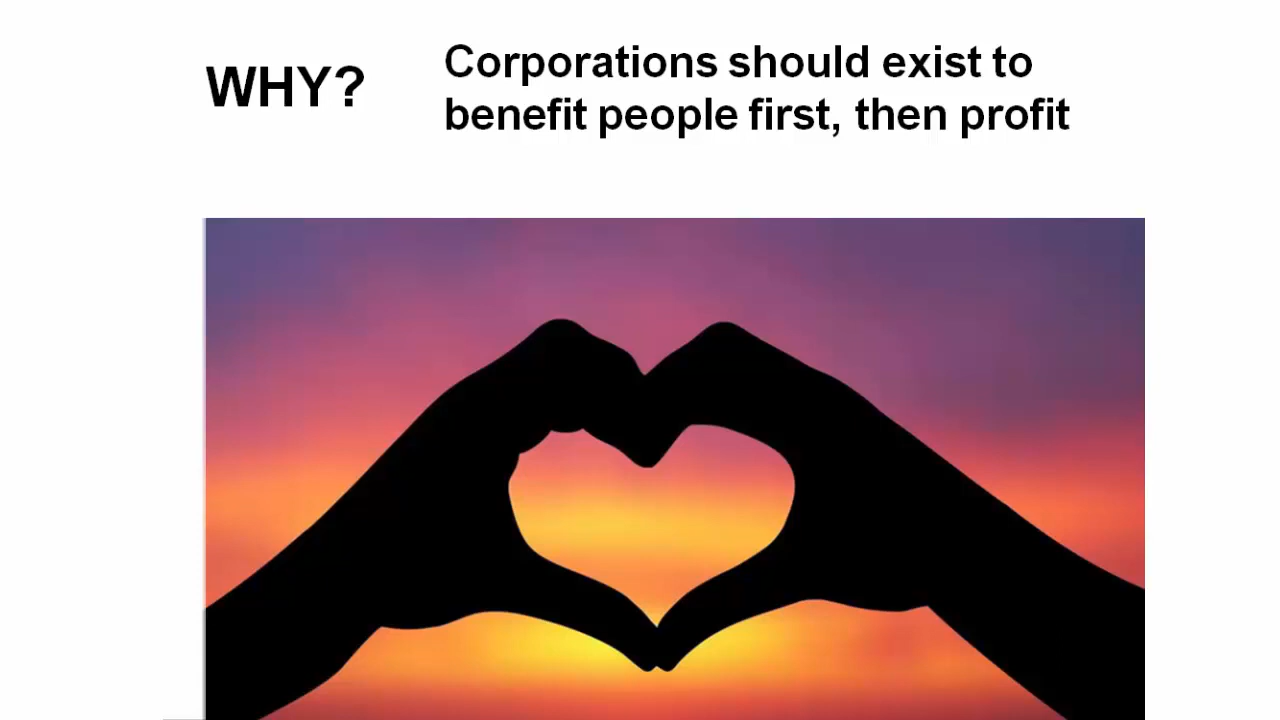 WHY?
Corporations should exist to
benefit people first, then profit